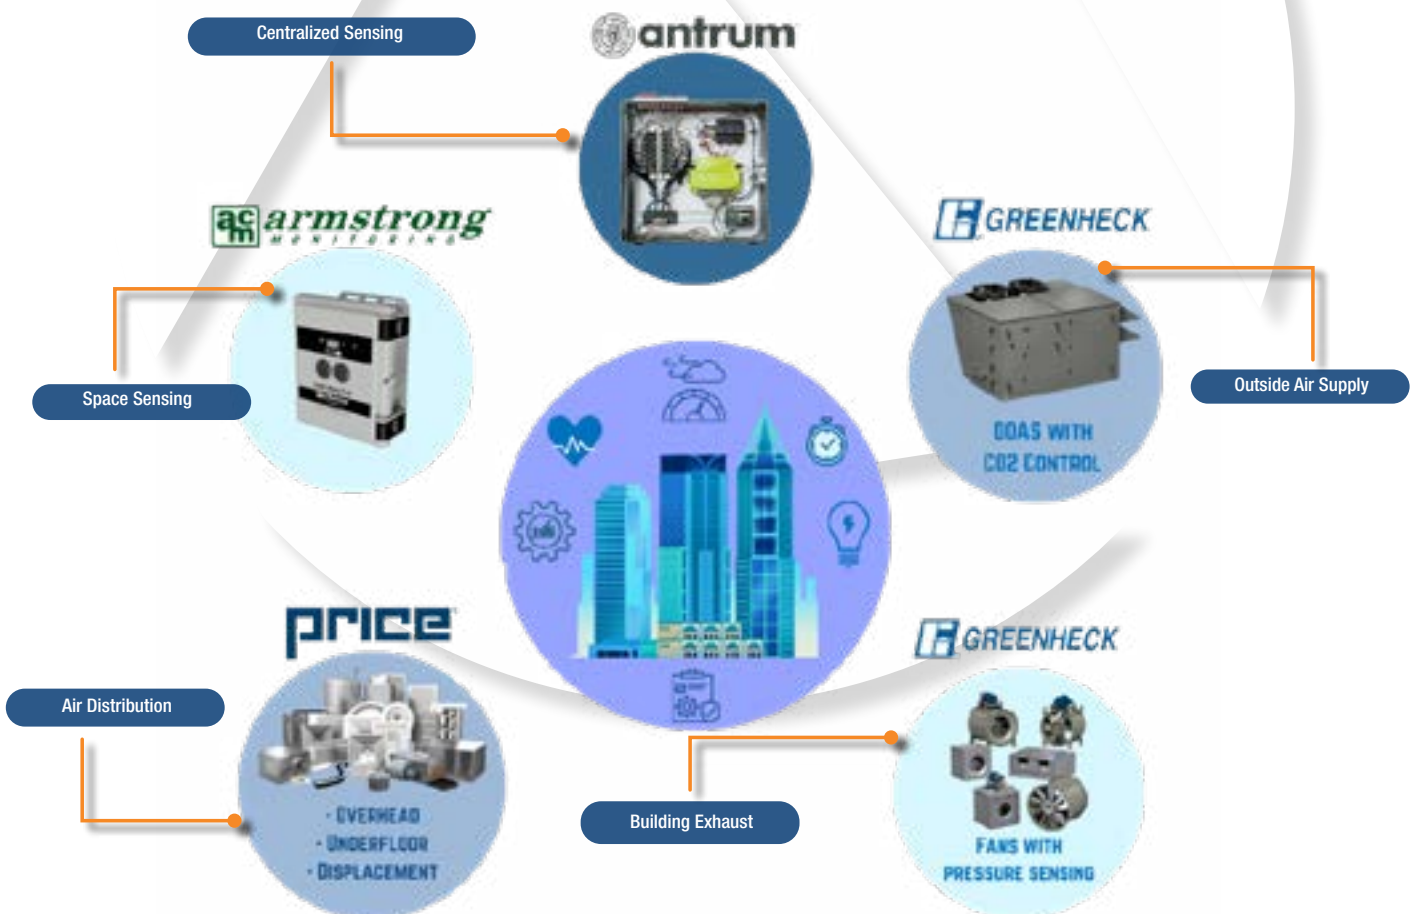 Centralized Sensing
antrum
acm armstrong
MONITORING
GREENHECK
Space Sensing
Outside Air Supply
DOAS WITH
CO2 CONTROL
price
GREENHECK
Air Distribution
Building Exhaust
· OVERHEAD
· UNDERFLOOR
· DISPLACEMENT
FANS WITH
PRESSURE SENSING